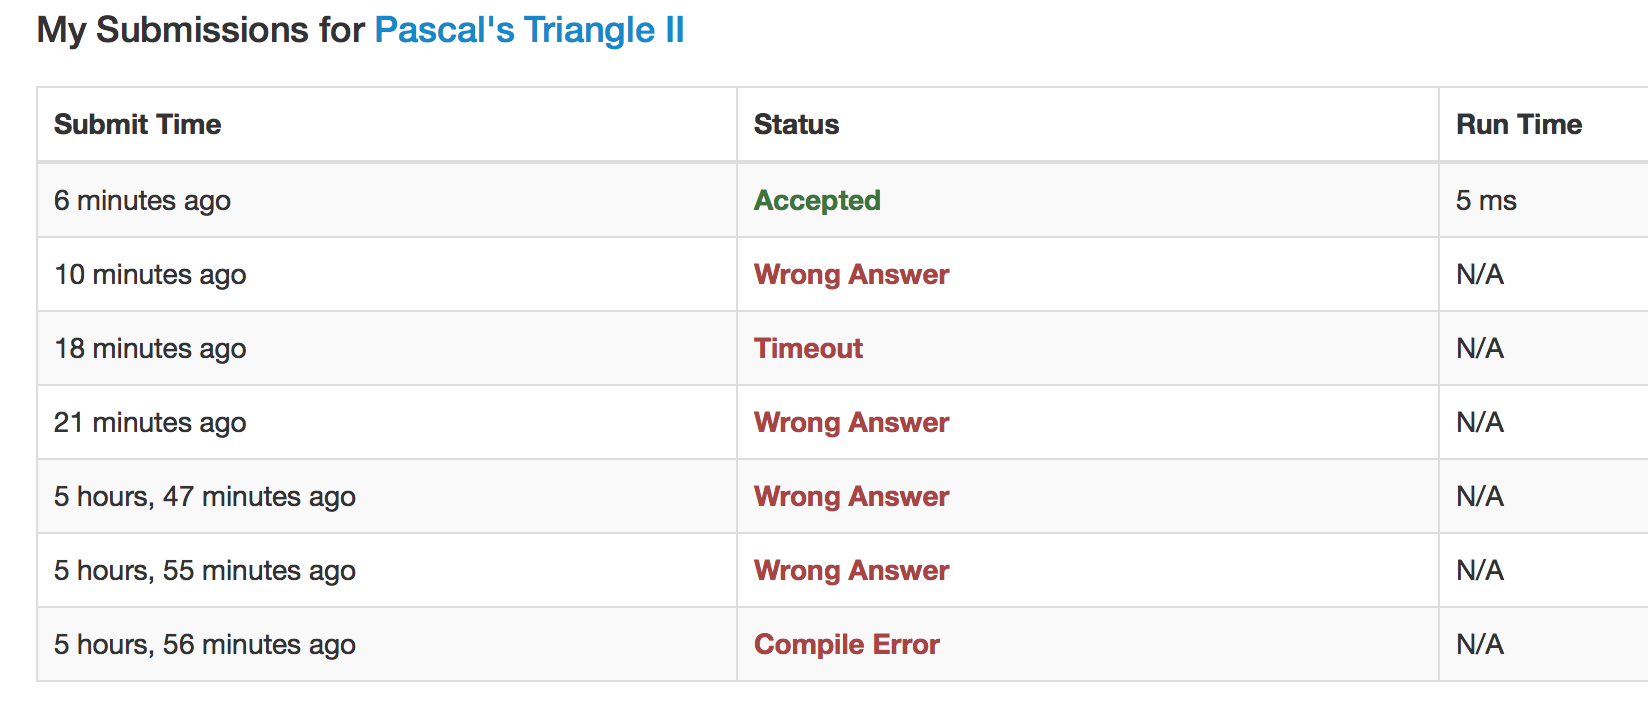 My Submissions for Pascal's Triangle II
Submit Time Status Run Time
6 minutes ago Accepted 5 ms
10 minutes ago Wrong Answer N/A
18 minutes ago Timeout N/A
21 minutes ago Wrong Answer N/A
5 hours, 47 minutes ago Wrong Answer N/A
5 hours, 55 minutes ago Wrong Answer N/A
5 hours, 56 minutes ago Compile Error N/A